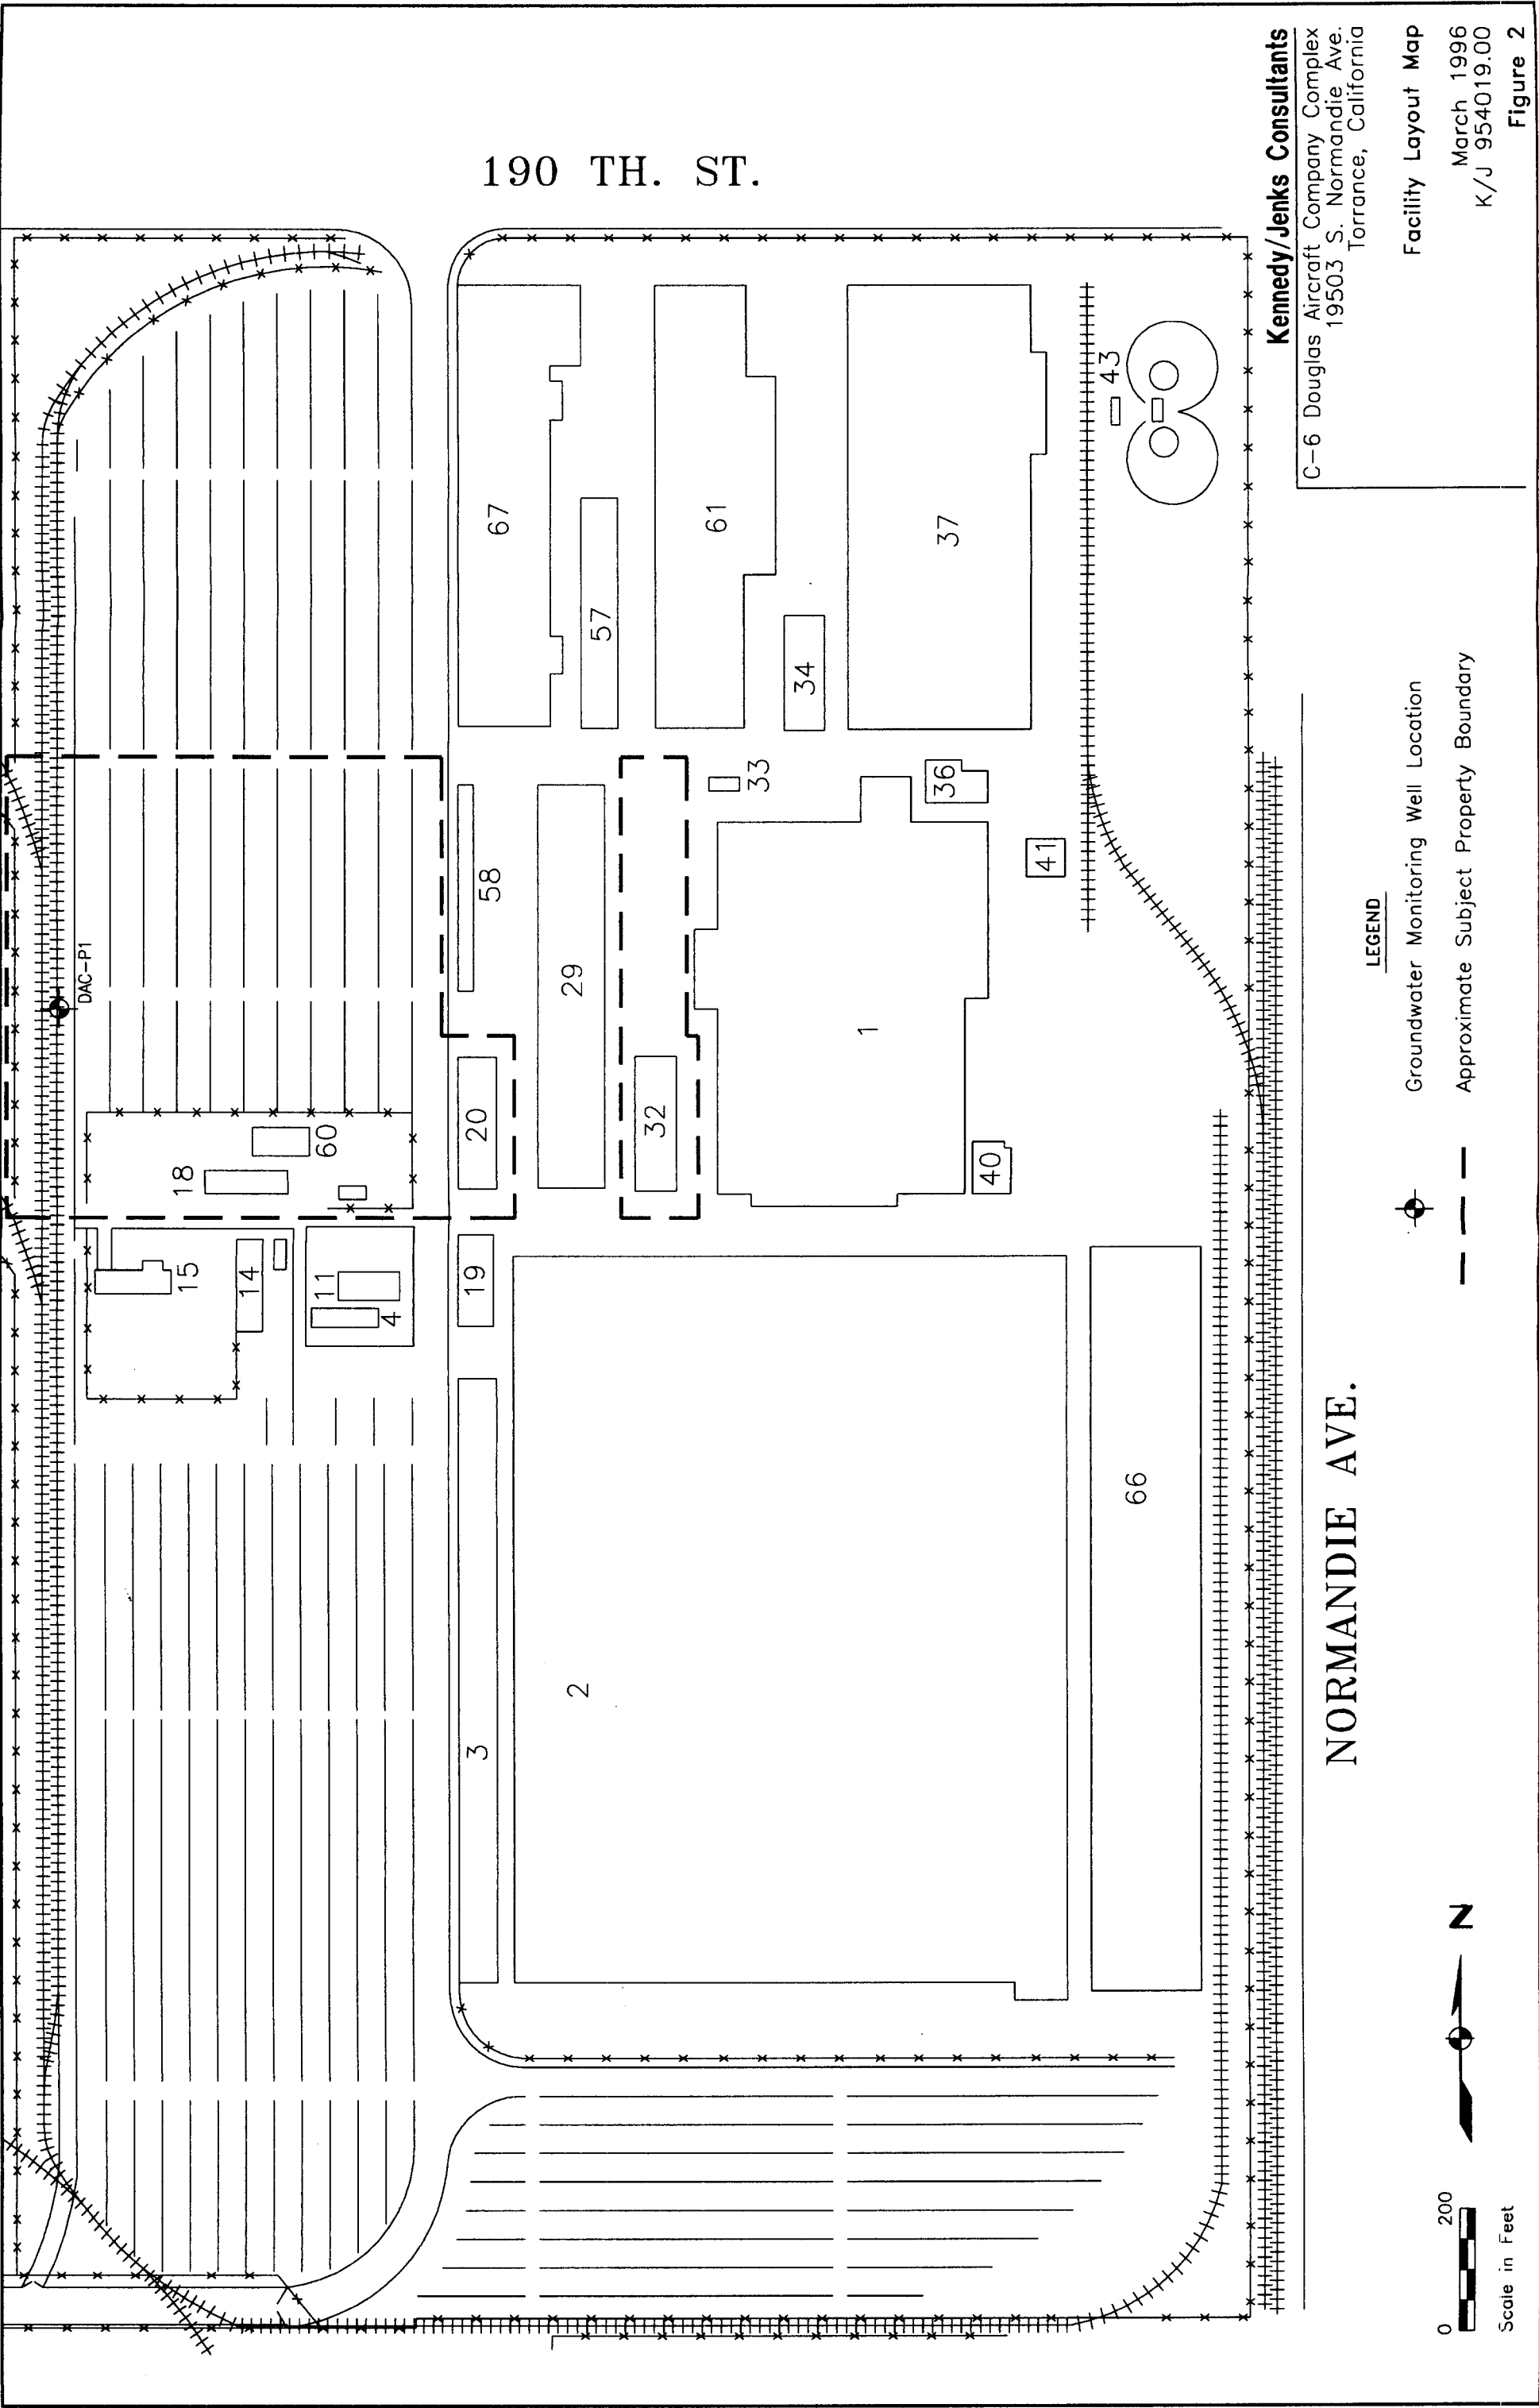 190 TH. ST.
DAC-P1
67
57
61
34
37
43
58
33
36
41
29
20
32
1
40
60
18
15
14
11
4
19
3
2
66
NORMANDIE AVE.
LEGEND
Groundwater Monitoring Well Location
Approximate Subject Property Boundary
N
0 200
Scale in Feet
Kennedy/Jenks Consultants
C-6 Douglas Aircraft Company Complex
19503 S. Normandie Ave.
Torrance, California
Facility Layout Map
March 1996
K/J 954019.00
Figure 2